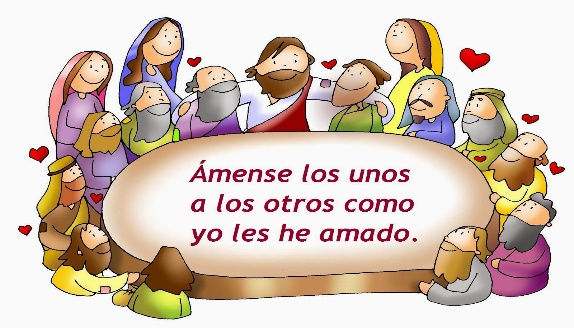 Ámense los unos
a los otros como
yo les he amado.